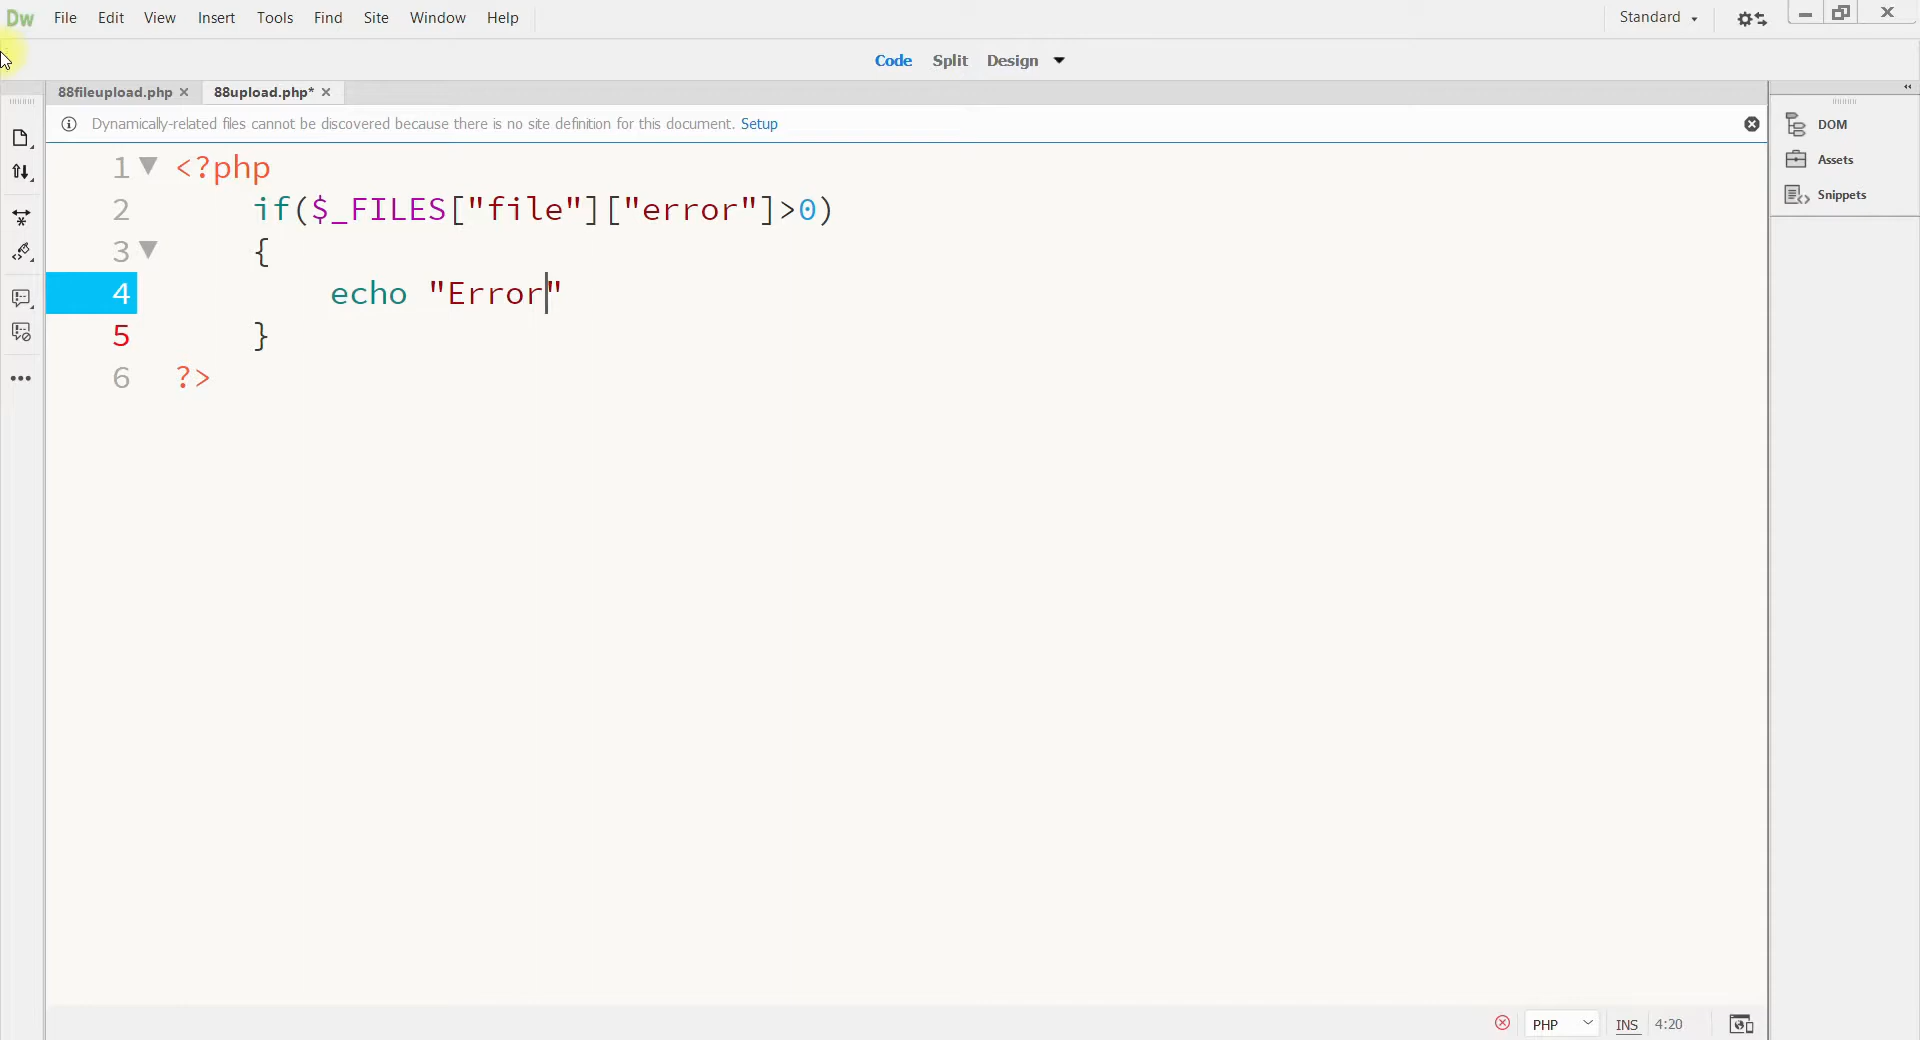 Dw File Edit View Insert Tools Find Site Window Help Standard
Code Split Design
88fileupload.php 88upload.php*
Dynamically-related files cannot be discovered because there is no site definition for this document. Setup
DOM
Assets
Snippets
1 <?php
2 if($_FILES["file"]["error"]>0)
3 {
4 echo "Error"
5 }
6 ?>
PHP INS 4:20